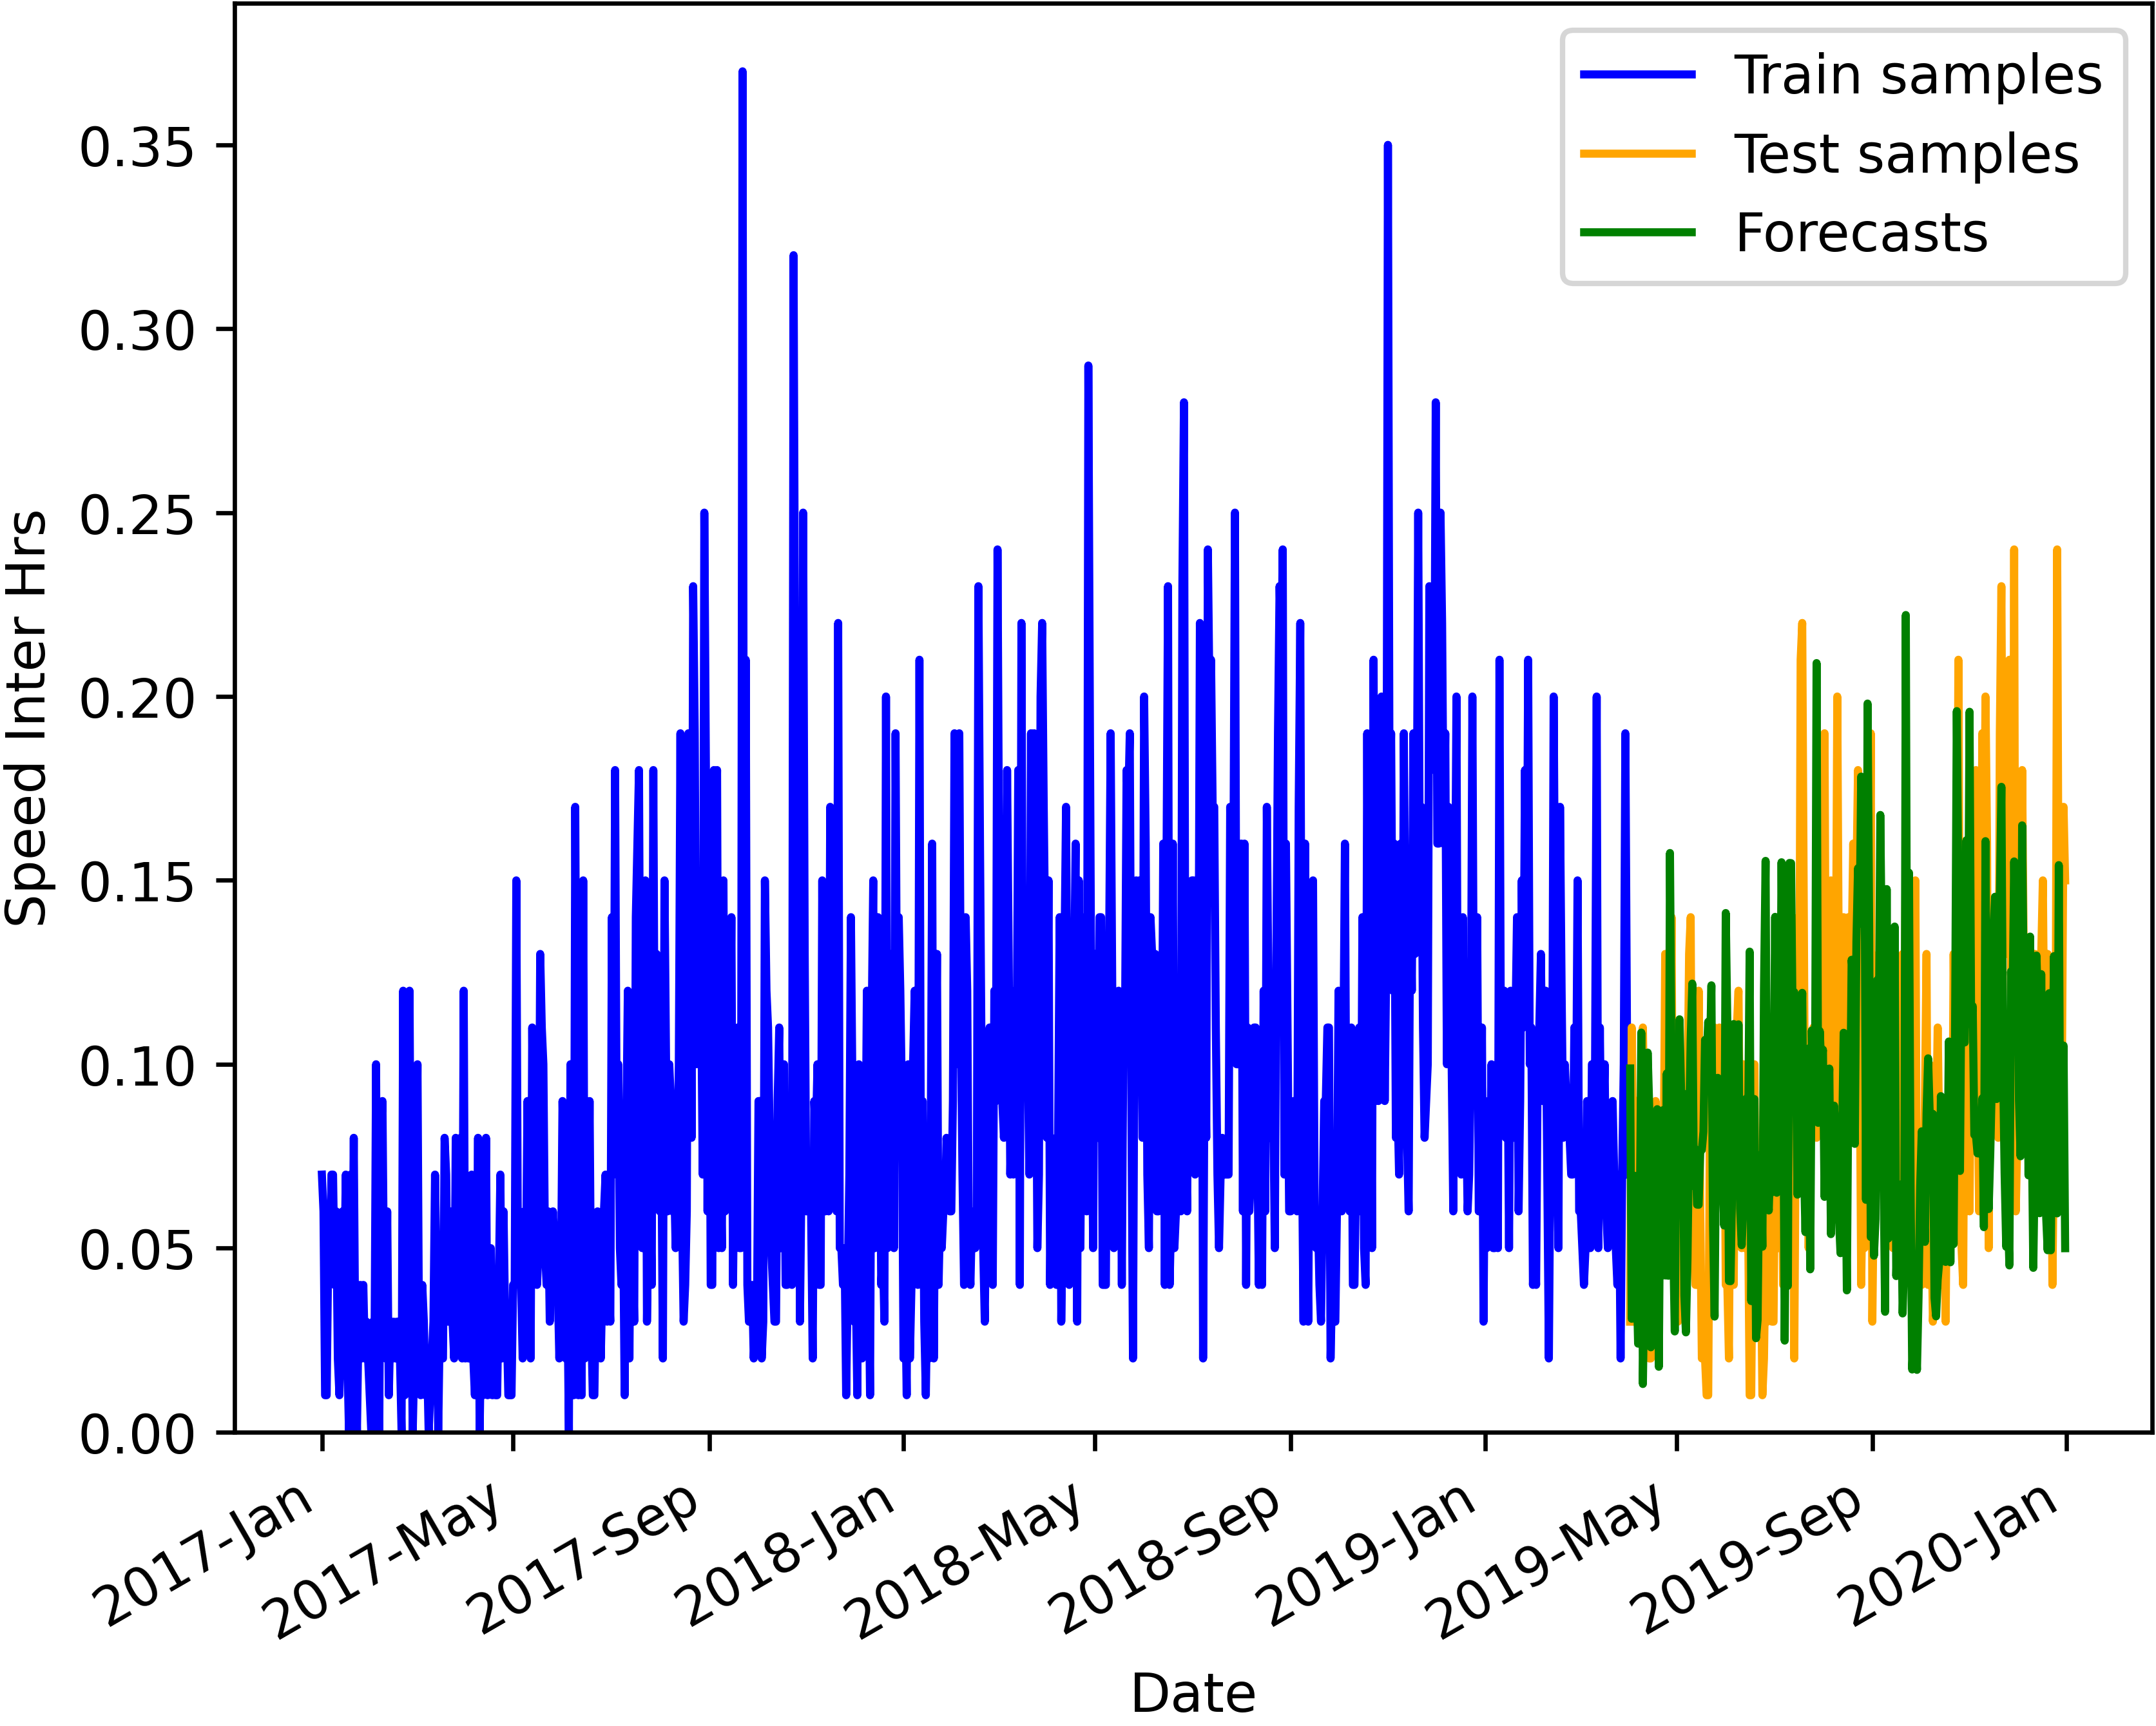 Train samples
Test samples
Forecasts
Speed Inter Hrs
0.35
0.30
0.25
0.20
0.15
0.10
0.05
0.00
2017-Jan
2017-May
2017-Sep
2018-Jan
2018-May
2018-Sep
2019-Jan
2019-May
2019-Sep
2020-Jan
Date